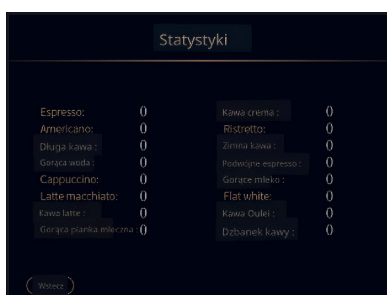 Statystyki
Espresso: 0
Americano: 0
Długa kawa : 0
Gorąca woda : 0
Cappuccino: 0
Latte macchiato: 0
Kawa latte : 0
Gorąca pianka mleczna : 0
Kawa crema : 0
Ristretto: 0
Zimna kawa : 0
Podwójne espresso : 0
Gorące mleko : 0
Flat white: 0
Kawa Oulei : 0
Dzbanek kawy : 0
Wstecz